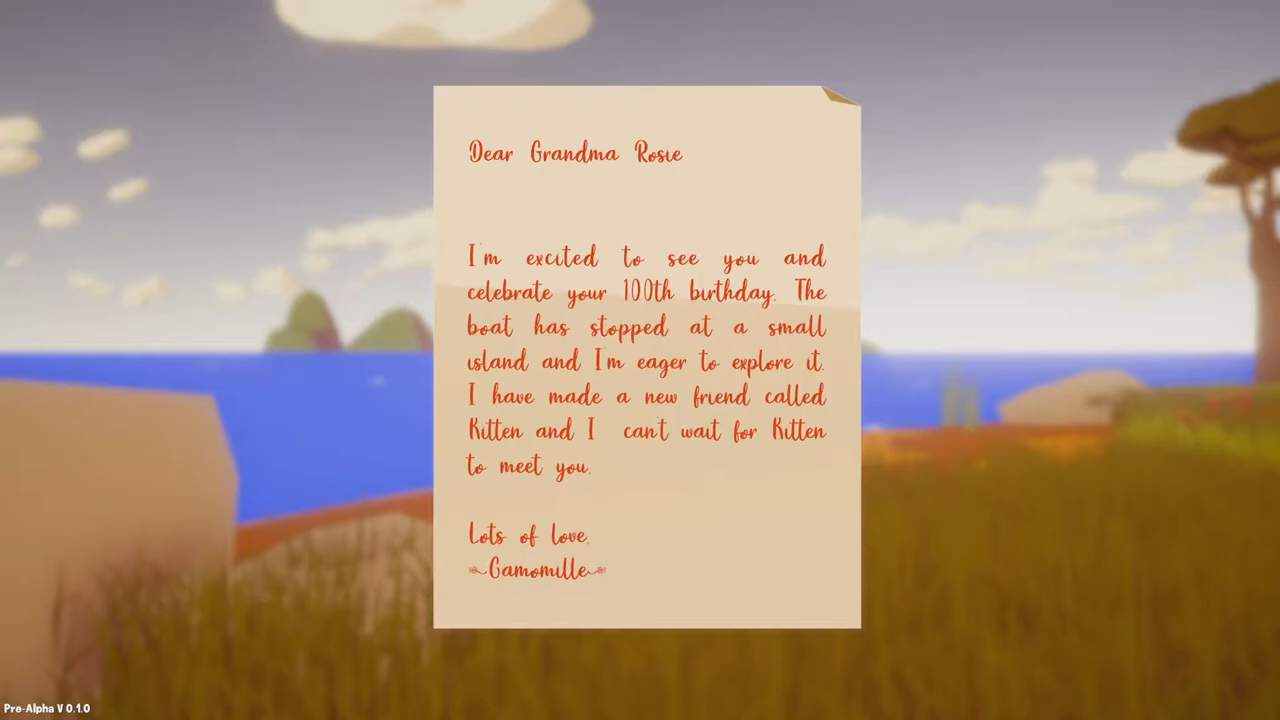 Dear Grandma Rosie
I'm excited to see you and
celebrate your 100th birthday. The
boat has stopped at a small
island and I'm eager to explore it.
I have made a new friend called
Kitten and I can't wait for Kitten
to meet you.
Lots of love,
~Camomille~
Pre-Alpha V 0.1.0